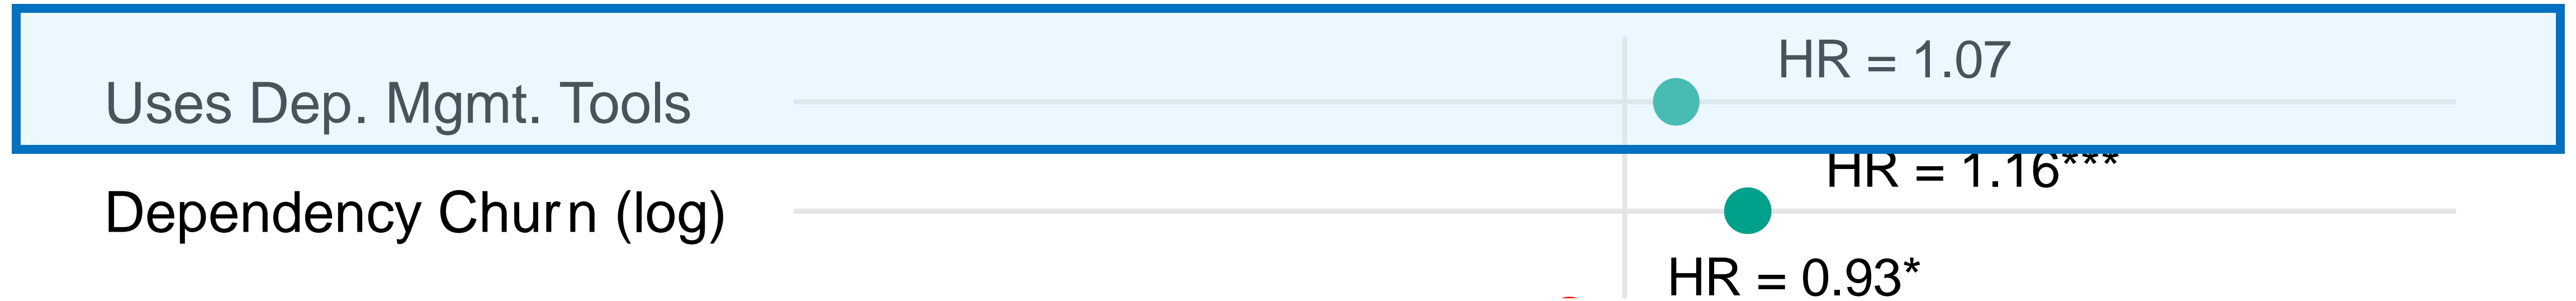 HR = 1.07
Uses Dep. Mgmt. Tools
HR = 1.16***
Dependency Churn (log)
HR = 0.93*